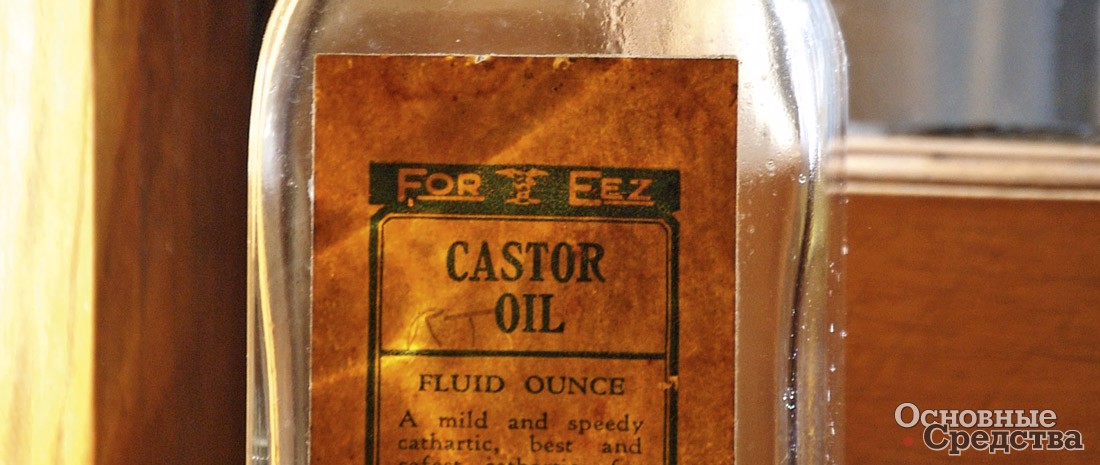 FOR EEZ
CASTOR
OIL
FLUID OUNCE
A mild and speedy
cathartic, best and
Основные
Средства